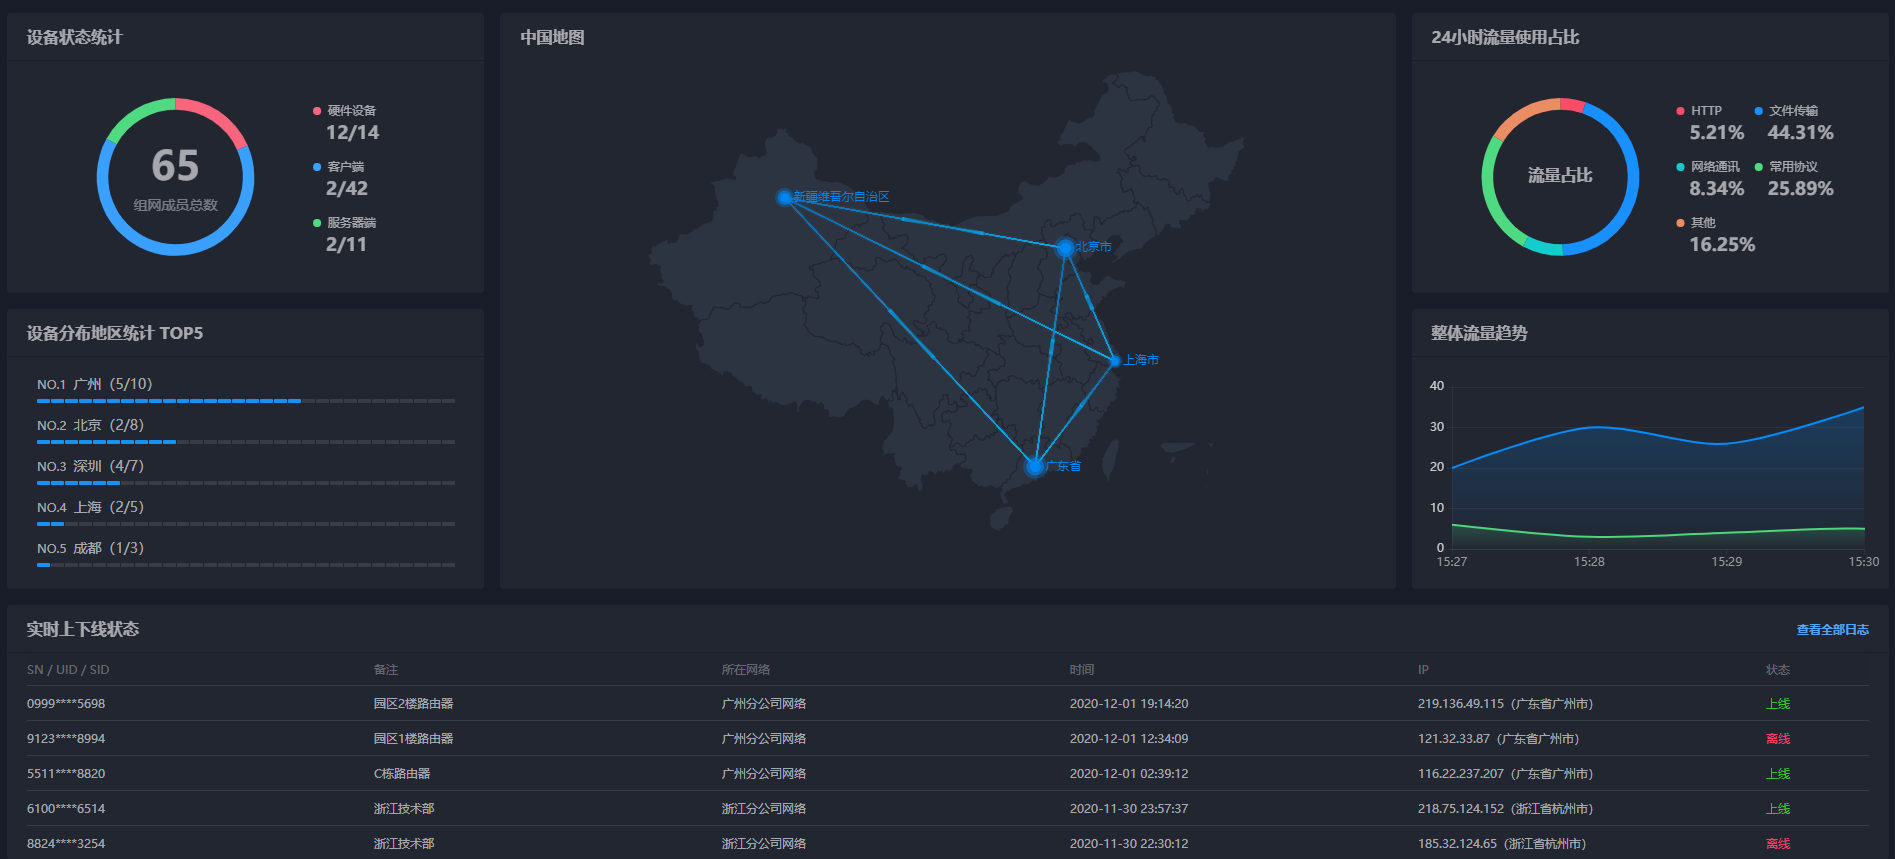 设备状态统计
65
组网成员总数
硬件设备
12/14
客户端
2/42
服务器端
2/11
设备分布地区统计 TOP5
NO.1 广州（5/10）
NO.2 北京（2/8）
NO.3 深圳（4/7）
NO.4 上海（2/5）
NO.5 成都（1/3）
中国地图
新疆维吾尔自治区
北京市
上海市
广东省
24小时流量使用占比
流量占比
HTTP 文件传输
5.21% 44.31%
网络通讯 常用协议
8.34% 25.89%
其他
16.25%
整体流量趋势
40
30
20
10
0
15:27 15:28 15:29 15:30
实时上下线状态 查看全部日志
SN / UID / SID 备注 所在网络 时间 IP 状态
0999****5698 园区2楼路由器 广州分公司网络 2020-12-01 19:14:20 219.136.49.115（广东省广州市） 上线
9123****8994 园区1楼路由器 广州分公司网络 2020-12-01 12:34:09 121.32.33.87（广东省广州市） 离线
5511****8820 C栋路由器 广州分公司网络 2020-12-01 02:39:12 116.22.237.207（广东省广州市） 上线
6100****6514 浙江技术部 浙江分公司网络 2020-11-30 23:57:37 218.75.124.152（浙江省杭州市） 上线
8824****3254 浙江技术部 浙江分公司网络 2020-11-30 22:30:12 185.32.124.65（浙江省杭州市） 离线